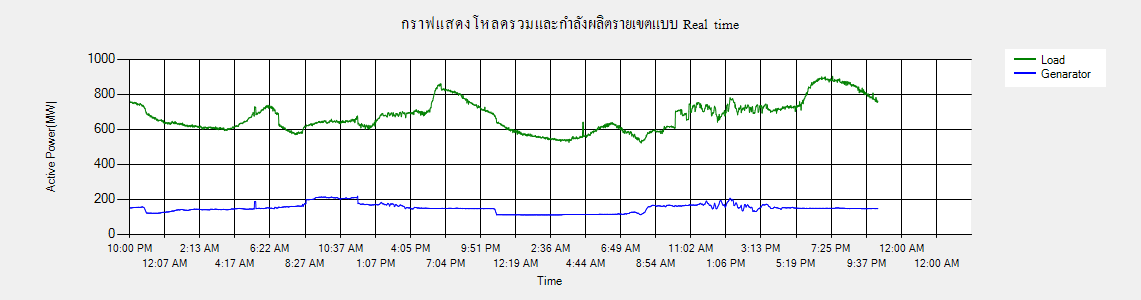 กราฟแสดงโหลดรวมและกำลังผลิตรายเขตแบบ Real time
Load
Genarator
Active Power[MW]
1000
800
600
400
200
0
10:00 PM 2:13 AM 6:22 AM 10:37 AM 4:05 PM 9:51 PM 2:36 AM 6:49 AM 11:02 AM 3:13 PM 7:25 PM 12:00 AM
12:07 AM 4:17 AM 8:27 AM 1:07 PM 7:04 PM 12:19 AM 4:44 AM 8:54 AM 1:06 PM 5:19 PM 9:37 PM 12:00 AM
Time